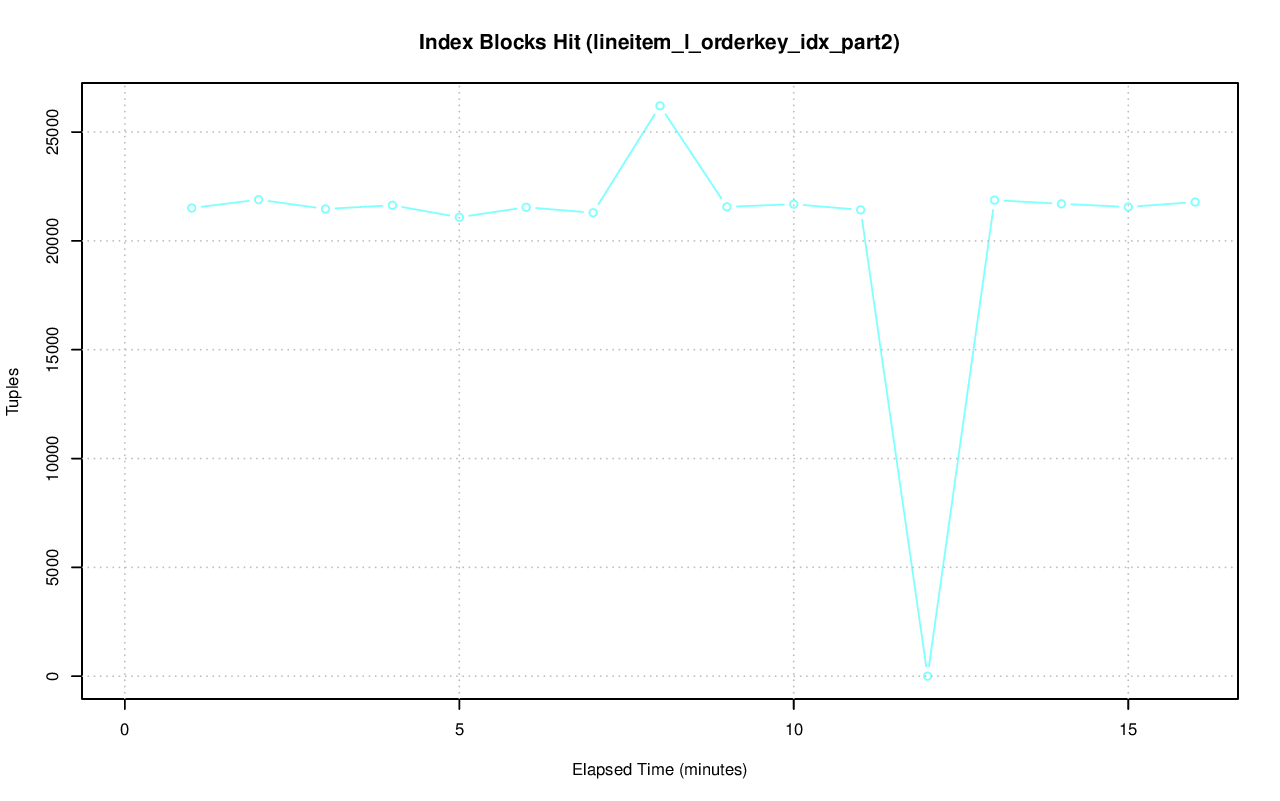 Index Blocks Hit (lineitem_l_orderkey_idx_part2)
25000
20000
15000
10000
5000
0
Tuples
0 5 10 15
Elapsed Time (minutes)